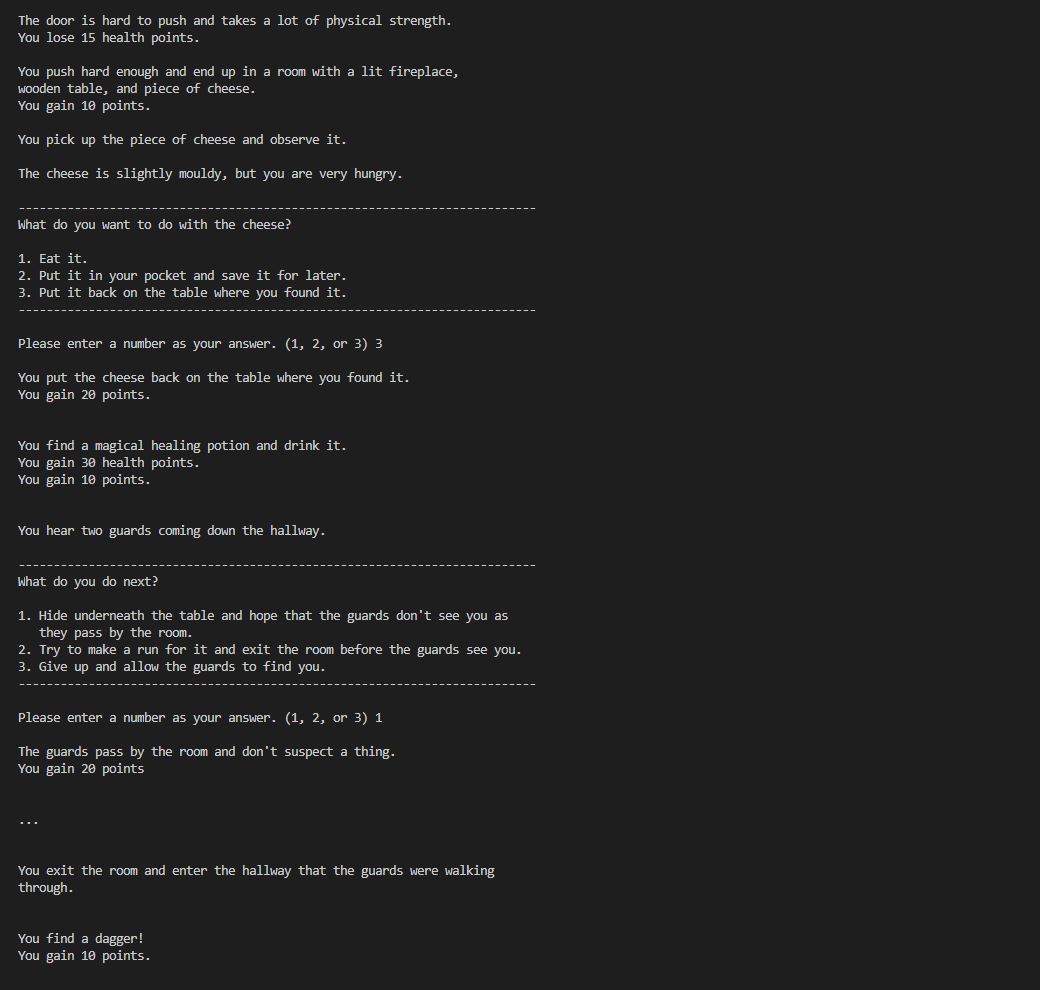 The door is hard to push and takes a lot of physical strength.
You lose 15 health points.
You push hard enough and end up in a room with a lit fireplace,
wooden table, and piece of cheese.
You gain 10 points.
You pick up the piece of cheese and observe it.
The cheese is slightly mouldy, but you are very hungry.
--------------------------------------------------------------------------
What do you want to do with the cheese?
1. Eat it.
2. Put it in your pocket and save it for later.
3. Put it back on the table where you found it.
--------------------------------------------------------------------------
Please enter a number as your answer. (1, 2, or 3) 3
You put the cheese back on the table where you found it.
You gain 20 points.
You find a magical healing potion and drink it.
You gain 30 health points.
You gain 10 points.
You hear two guards coming down the hallway.
--------------------------------------------------------------------------
What do you do next?
1. Hide underneath the table and hope that the guards don't see you as
they pass by the room.
2. Try to make a run for it and exit the room before the guards see you.
3. Give up and allow the guards to find you.
--------------------------------------------------------------------------
Please enter a number as your answer. (1, 2, or 3) 1
The guards pass by the room and don't suspect a thing.
You gain 20 points
...
You exit the room and enter the hallway that the guards were walking
through.
You find a dagger!
You gain 10 points.